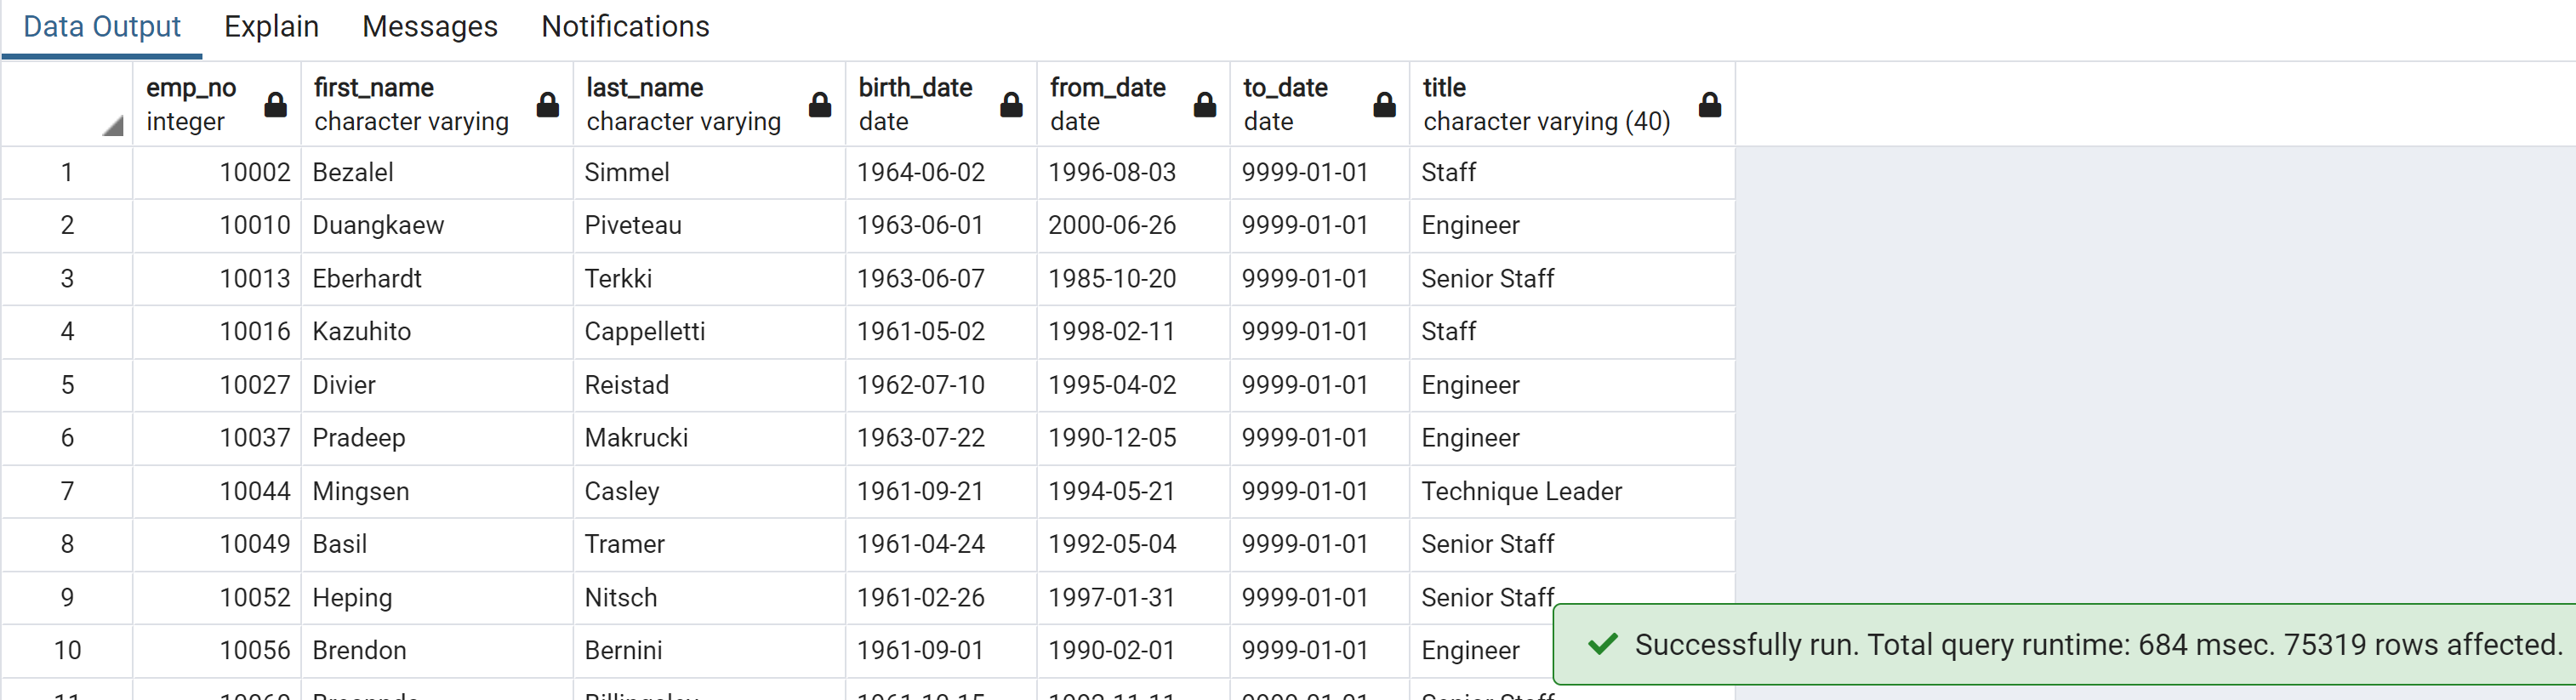 Data Output Explain Messages Notifications
emp_no first_name last_name birth_date from_date to_date title
integer character varying character varying date date date character varying (40)
1 10002 Bezalel Simmel 1964-06-02 1996-08-03 9999-01-01 Staff
2 10010 Duangkaew Piveteau 1963-06-01 2000-06-26 9999-01-01 Engineer
3 10013 Eberhardt Terkki 1963-06-07 1985-10-20 9999-01-01 Senior Staff
4 10016 Kazuhito Cappelletti 1961-05-02 1998-02-11 9999-01-01 Staff
5 10027 Divier Reistad 1962-07-10 1995-04-02 9999-01-01 Engineer
6 10037 Pradeep Makrucki 1963-07-22 1990-12-05 9999-01-01 Engineer
7 10044 Mingsen Casley 1961-09-21 1994-05-21 9999-01-01 Technique Leader
8 10049 Basil Tramer 1961-04-24 1992-05-04 9999-01-01 Senior Staff
9 10052 Heping Nitsch 1961-02-26 1997-01-31 9999-01-01 Senior Staff
10 10056 Brendon Bernini 1961-09-01 1990-02-01 9999-01-01 Engineer
Successfully run. Total query runtime: 684 msec. 75319 rows affected.